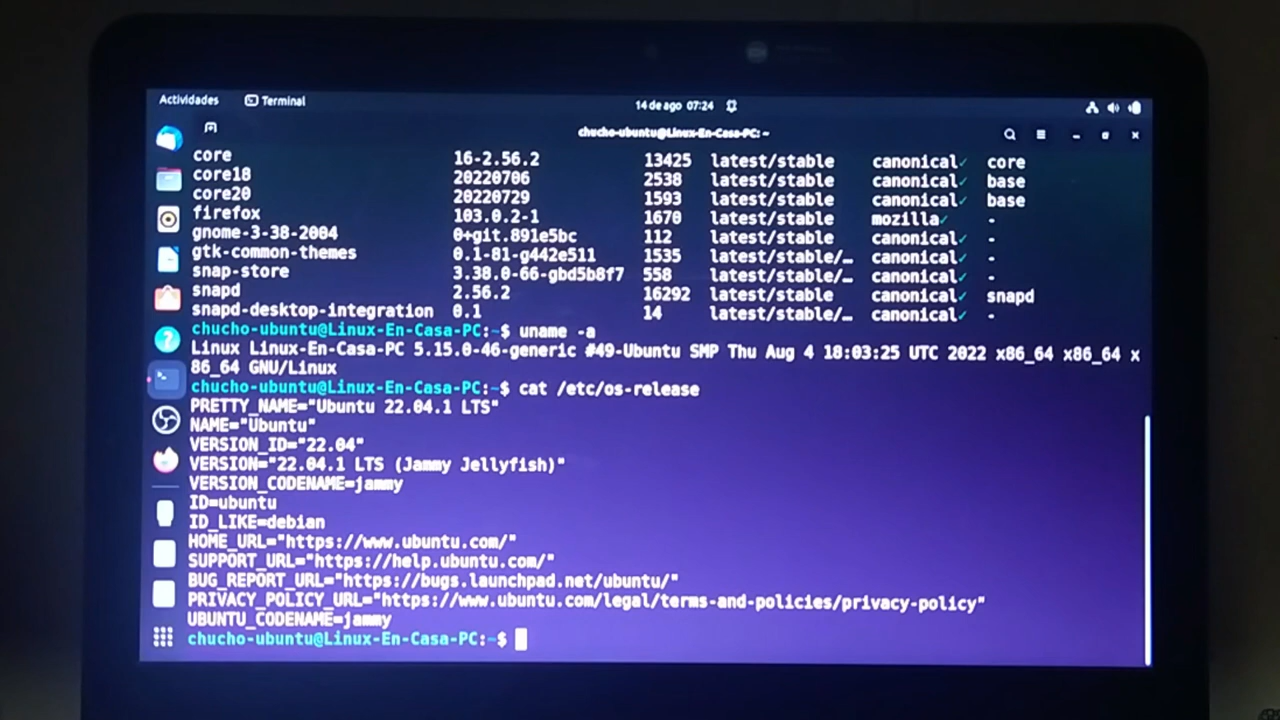 Actividades Terminal 14 de ago 07:24
chucho-ubuntu@Linux-En-Casa-PC: ~
core 16-2.56.2 13425 latest/stable canonical✓ core
core18 20220706 2538 latest/stable canonical✓ base
core20 20220729 1593 latest/stable canonical✓ base
firefox 103.0.2-1 1670 latest/stable mozilla✓ -
gnome-3-38-2004 0+git.891e5bc 112 latest/stable/… canonical✓ -
gtk-common-themes 0.1-81-g442e511 1535 latest/stable/… canonical✓ -
snap-store 3.38.0-66-gbd5b8f7 558 latest/stable/… canonical✓ -
snapd 2.56.2 16292 latest/stable canonical✓ snapd
snapd-desktop-integration 0.1 14 latest/stable/… canonical✓ -
chucho-ubuntu@Linux-En-Casa-PC:~$ uname -a
Linux Linux-En-Casa-PC 5.15.0-46-generic #49-Ubuntu SMP Thu Aug 4 18:03:25 UTC 2022 x86_64 x86_64 x
86_64 GNU/Linux
chucho-ubuntu@Linux-En-Casa-PC:~$ cat /etc/os-release
PRETTY_NAME="Ubuntu 22.04.1 LTS"
NAME="Ubuntu"
VERSION_ID="22.04"
VERSION="22.04.1 LTS (Jammy Jellyfish)"
VERSION_CODENAME=jammy
ID=ubuntu
ID_LIKE=debian
HOME_URL="https://www.ubuntu.com/"
SUPPORT_URL="https://help.ubuntu.com/"
BUG_REPORT_URL="https://bugs.launchpad.net/ubuntu/"
PRIVACY_POLICY_URL="https://www.ubuntu.com/legal/terms-and-policies/privacy-policy"
UBUNTU_CODENAME=jammy
chucho-ubuntu@Linux-En-Casa-PC:~$